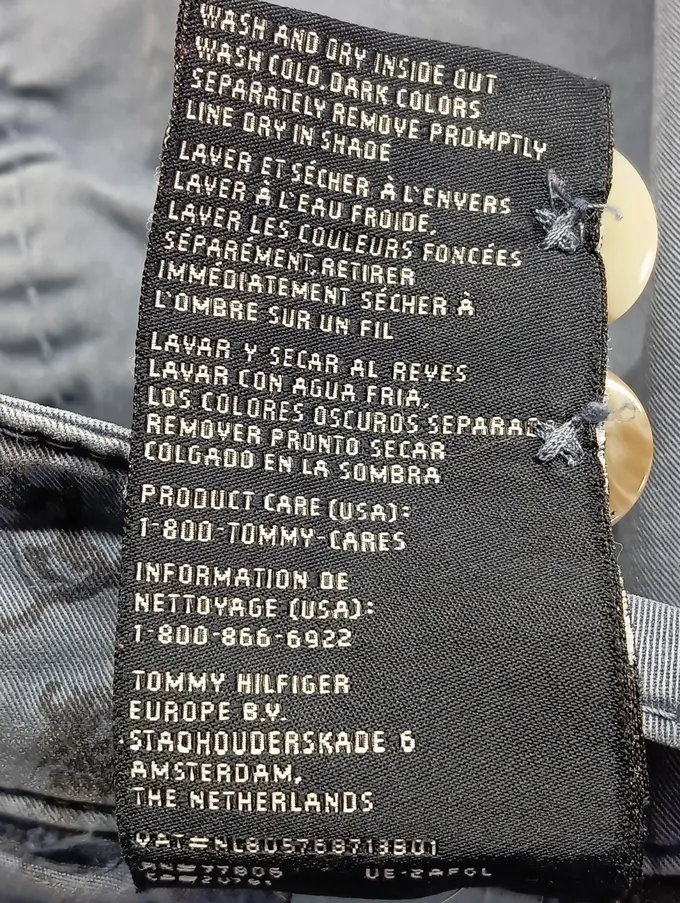 WASH AND DRY INSIDE OUT
WASH COLD, DARK COLORS
SEPARATELY REMOVE PROMPTLY
LINE DRY IN SHADE
LAVER ET SÉCHER À L'ENVERS
LAVER À L'EAU FROIDE,
LAVER LES COULEURS FONCÉES
SÉPARÉMENT, RETIRER
IMMÉDIATEMENT SÉCHER À
L'OMBRE SUR UN FIL
LAVAR Y SECAR AL REVES
LAVAR CON AGUA FRIA,
LOS COLORES OSCUROS SEPARAD
REMOVER PRONTO SECAR
COLGADO EN LA SOMBRA
PRODUCT CARE (USA):
1-800-TOMMY-CARES
INFORMATION DE
NETTOYAGE (USA):
1-800-866-6922
TOMMY HILFIGER
EUROPE B.V.
STADHOUDERSKADE 6
AMSTERDAM,
THE NETHERLANDS